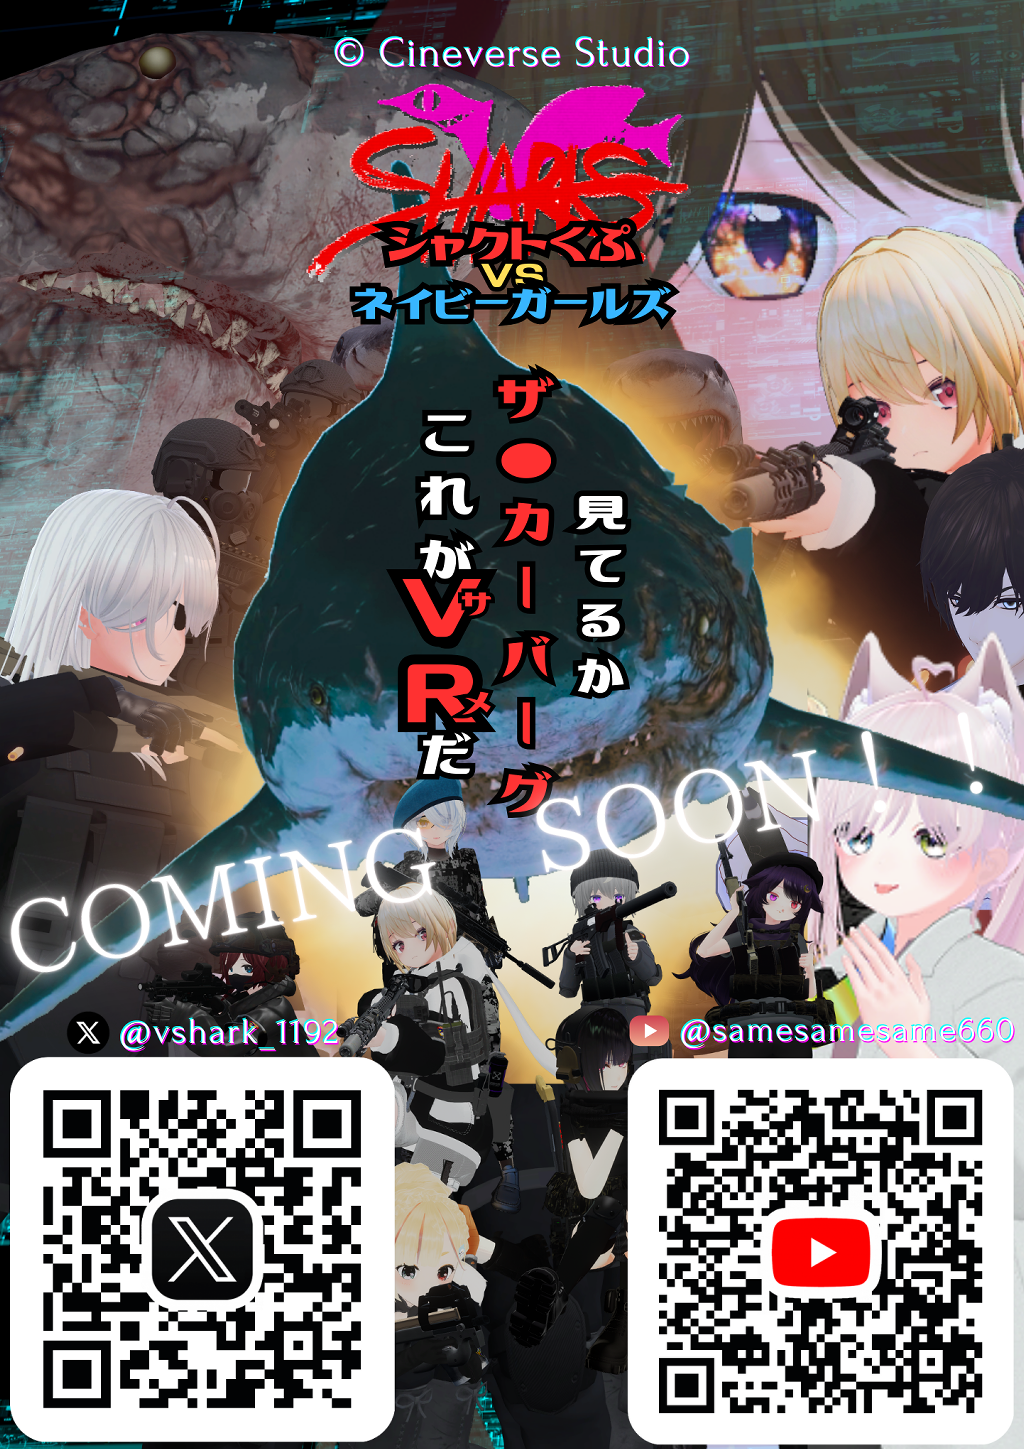 © Cineverse Studio
SHARKS
シャクトくぷ
VS
ネイビーガールズ
見てるか
ザ●カーバーグ
これがVRだ
サメ
COMING SOON！！
@vshark_1192
@samesamesame660